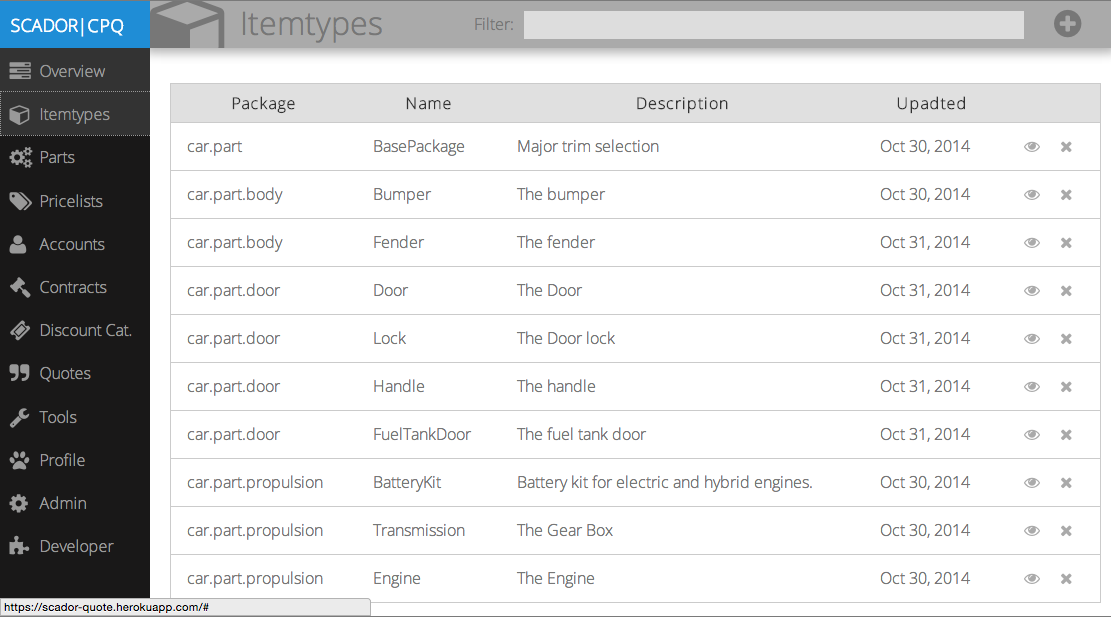 SCADOR|CPQ
Itemtypes
Filter:
Overview
Itemtypes
Parts
Pricelists
Accounts
Contracts
Discount Cat.
Quotes
Tools
Profile
Admin
Developer
Package Name Description Upadted
car.part BasePackage Major trim selection Oct 30, 2014
car.part.body Bumper The bumper Oct 30, 2014
car.part.body Fender The fender Oct 31, 2014
car.part.door Door The Door Oct 31, 2014
car.part.door Lock The Door lock Oct 31, 2014
car.part.door Handle The handle Oct 31, 2014
car.part.door FuelTankDoor The fuel tank door Oct 31, 2014
car.part.propulsion BatteryKit Battery kit for electric and hybrid engines. Oct 30, 2014
car.part.propulsion Transmission The Gear Box Oct 30, 2014
car.part.propulsion Engine The Engine Oct 30, 2014
https://scador-quote.herokuapp.com/#